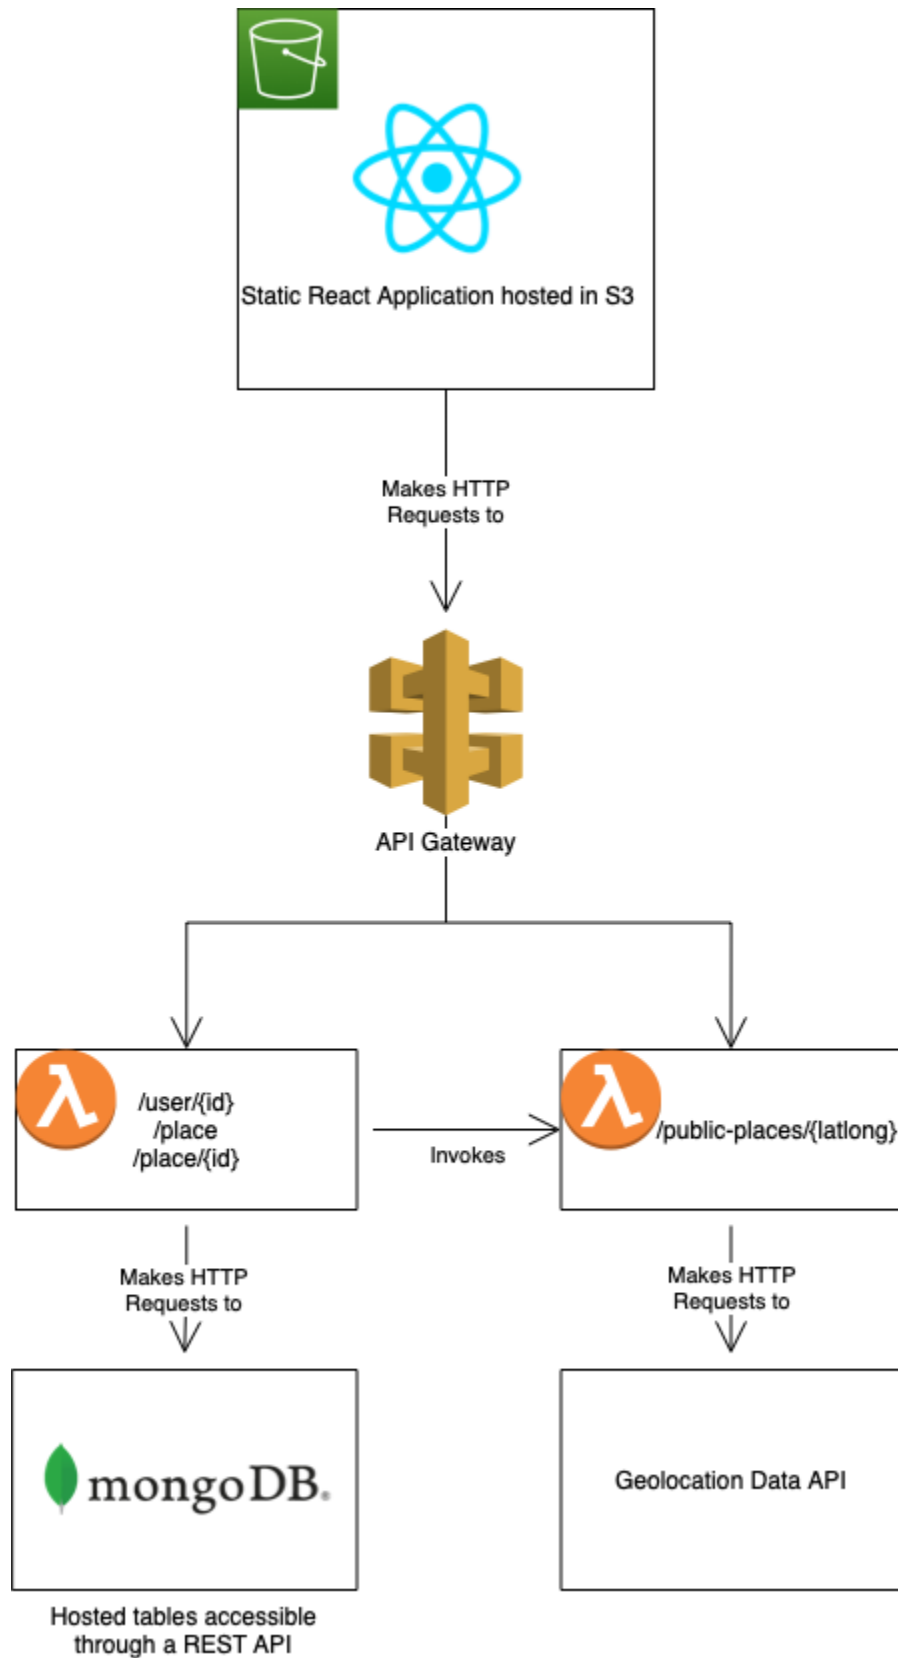 Static React Application hosted in S3
Makes HTTP
Requests to
API Gateway
/user/{id}
/place
/place/{id}
Invokes
/public-places/{latlong}
Makes HTTP
Requests to
Makes HTTP
Requests to
mongoDB®
Geolocation Data API
Hosted tables accessible
through a REST API